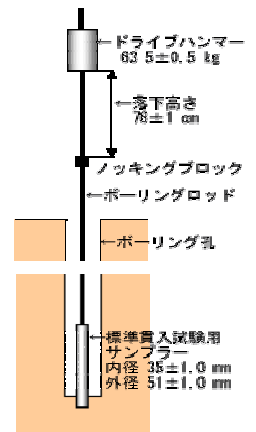 ドライブハンマー
63 5±0.5 kg
落下高さ
76±1 cm
ノッキングブロック
ボーリングロッド
ボーリング孔
標準貫入試験用
サンプラー
内径 35±1.0 mm
外径 51±1.0 mm